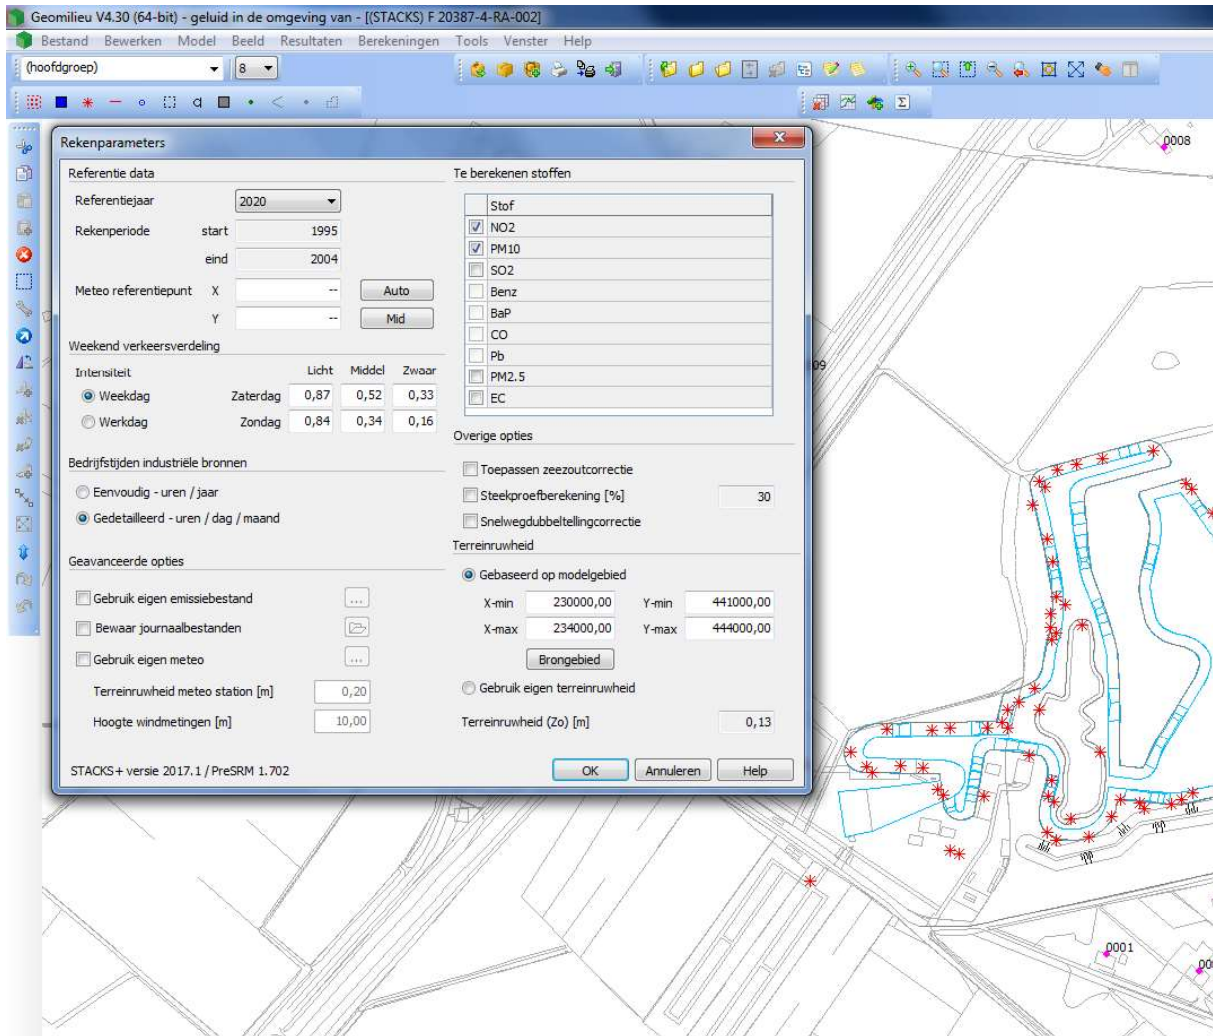 Geomilieu V4.30 (64-bit) - geluid in de omgeving van - [(STACKS) F 20387-4-RA-002]
Bestand Bewerken Model Beeld Resultaten Berekeningen Tools Venster Help
(hoofdgroep) 8
Rekenparameters
Referentie data
Referentiejaar 2020
Rekenperiode start 1995
eind 2004
Meteo referentiepunt X -- Auto
Y -- Mid
Weekend verkeersverdeling
Intensiteit Licht Middel Zwaar
Weekdag Zaterdag 0,87 0,52 0,33
Werkdag Zondag 0,84 0,34 0,16
Bedrijfstijden industriële bronnen
Eenvoudig - uren / jaar
Gedetailleerd - uren / dag / maand
Geavanceerde opties
Gebruik eigen emissiebestand ...
Bewaar journaalbestanden
Gebruik eigen meteo ...
Terreinruwheid meteo station [m] 0,20
Hoogte windmetingen [m] 10,00
STACKS+ versie 2017.1 / PreSRM 1.702
Te berekenen stoffen
Stof
NO2
PM10
SO2
Benz
BaP
CO
Pb
PM2.5
EC
Overige opties
Toepassen zeezoutcorrectie
Steekproefberekening [%] 30
Snelwegdubbeltellingcorrectie
Terreinruwheid
Gebaseerd op modelgebied
X-min 230000,00 Y-min 441000,00
X-max 234000,00 Y-max 444000,00
Brongebied
Gebruik eigen terreinruwheid
Terreinruwheid (Zo) [m] 0,13
OK Annuleren Help
0008
09
0001
00